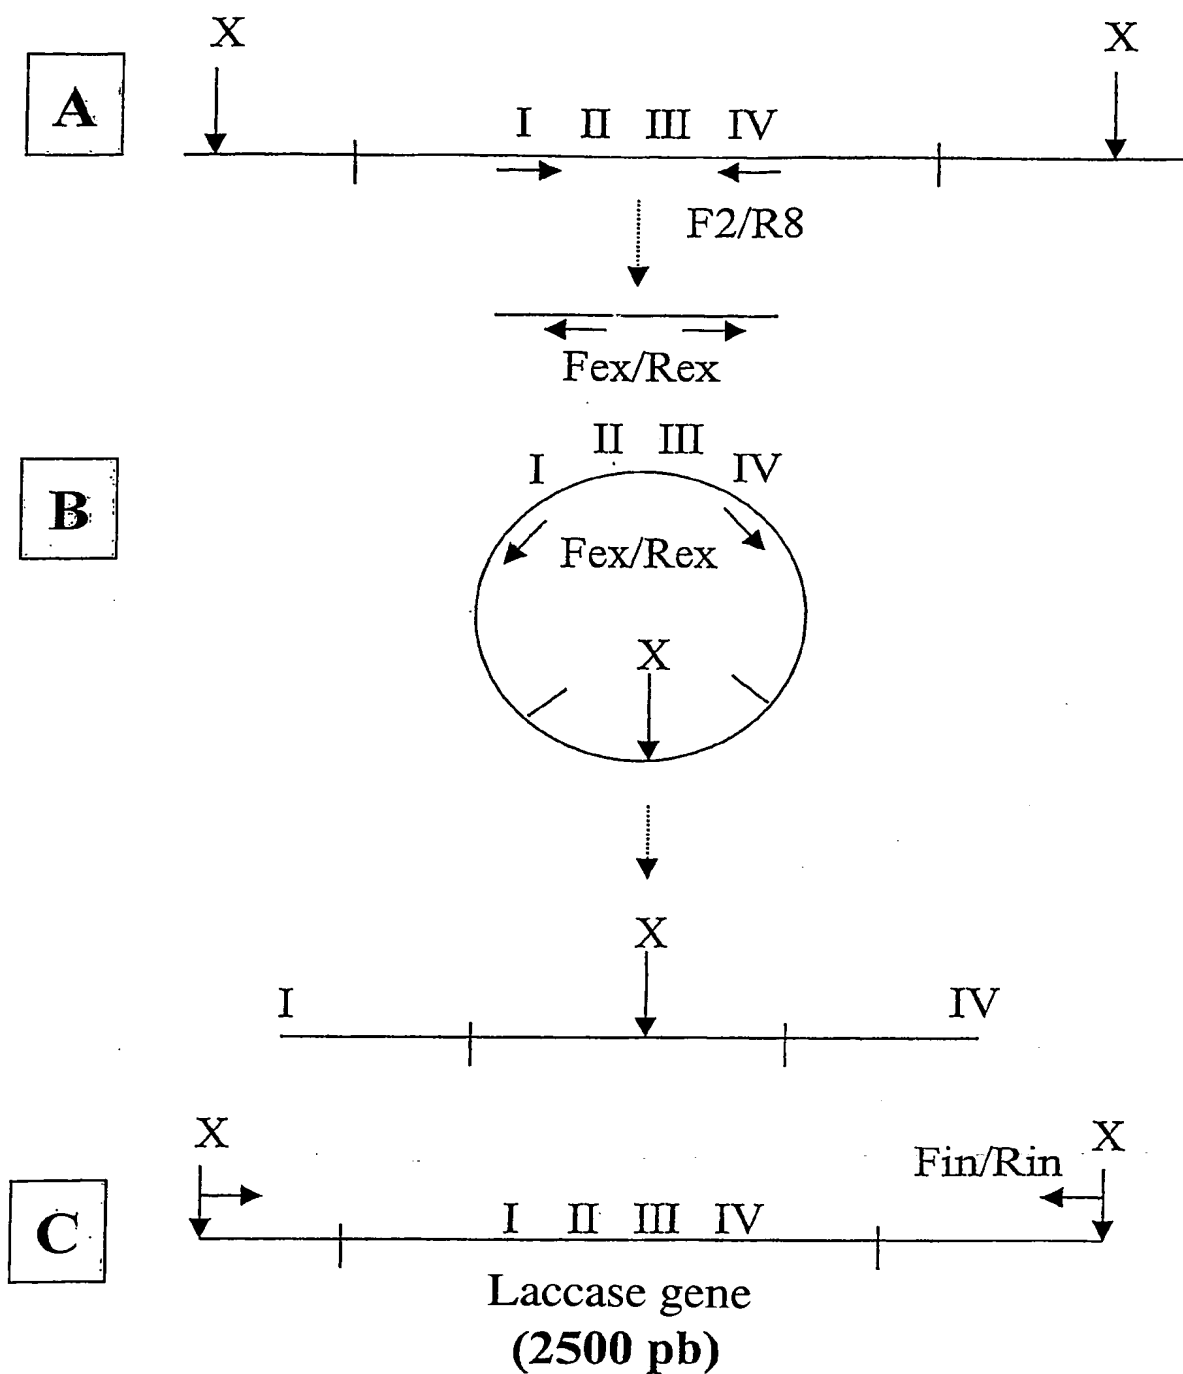 X X
A
I II III IV
F2/R8
Fex/Rex
II III
I IV
B
Fex/Rex
X
X
I IV
X Fin/Rin X
C
I II III IV
Laccase gene
(2500 pb)